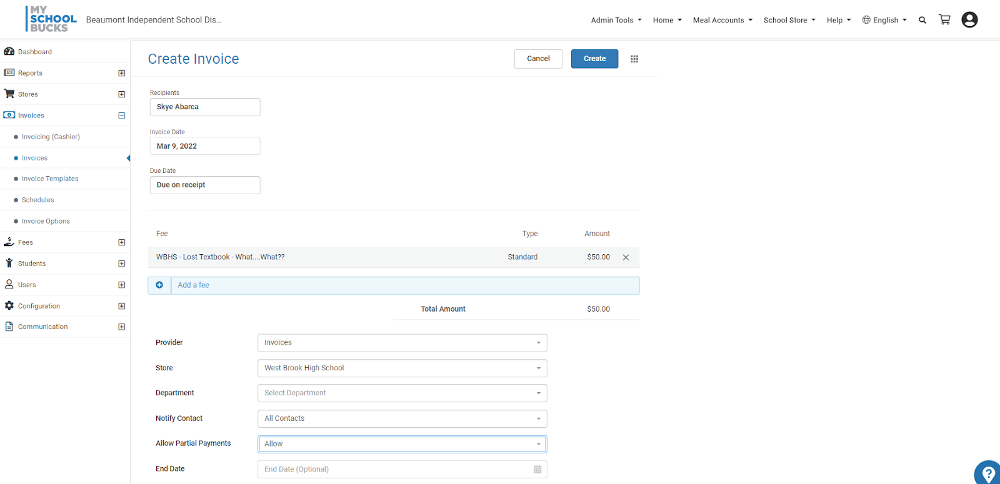 MY
SCHOOL
BUCKS
Beaumont Independent School Dis...
Admin Tools
Home
Meal Accounts
School Store
Help
English
Dashboard
Reports
Stores
Invoices
Invoicing (Cashier)
Invoices
Invoice Templates
Schedules
Invoice Options
Fees
Students
Users
Configuration
Communication
Create Invoice
Cancel
Create
Recipients
Skye Abarca
Invoice Date
Mar 9, 2022
Due Date
Due on receipt
Fee Type Amount
WBHS - Lost Textbook - What....What?? Standard $50.00
Add a fee
Total Amount $50.00
Provider Invoices
Store West Brook High School
Department Select Department
Notify Contact All Contacts
Allow Partial Payments Allow
End Date End Date (Optional)
?